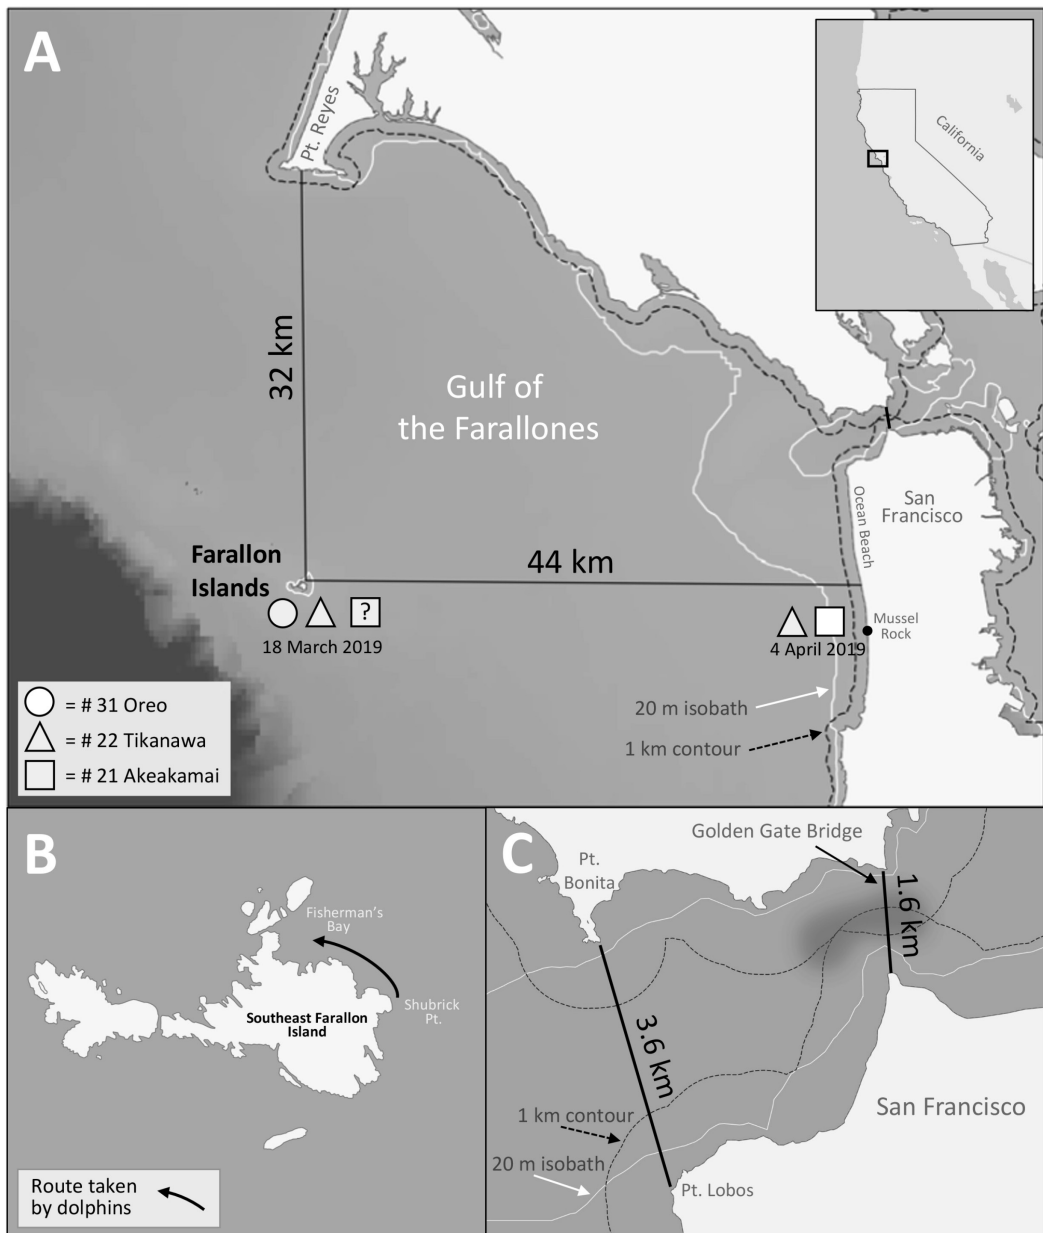 A
Pt. Reyes
California
32 km
Gulf of
the Farallones
Ocean Beach
San
Francisco
Farallon
Islands
44 km
?
18 March 2019
Mussel
Rock
4 April 2019
20 m isobath
1 km contour
= # 31 Oreo
= # 22 Tikanawa
= # 21 Akeakamai
B
Fisherman's
Bay
Shubrick
Pt.
Southeast Farallon
Island
Route taken
by dolphins
C
Golden Gate Bridge
Pt.
Bonita
1.6 km
3.6 km
1 km contour
20 m isobath
San Francisco
Pt. Lobos